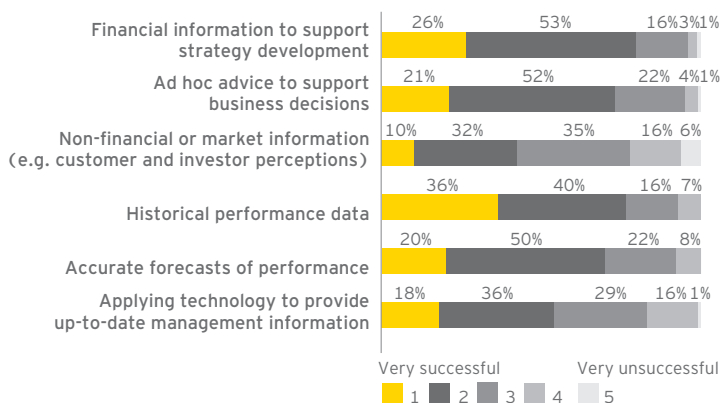 26% 53% 16% 3% 1%
Financial information to support
strategy development
21% 52% 22% 4% 1%
Ad hoc advice to support
business decisions
10% 32% 35% 16% 6%
Non-financial or market information
(e.g. customer and investor perceptions)
36% 40% 16% 7%
Historical performance data
20% 50% 22% 8%
Accurate forecasts of performance
18% 36% 29% 16% 1%
Applying technology to provide
up-to-date management information
Very successful Very unsuccessful
1 2 3 4 5